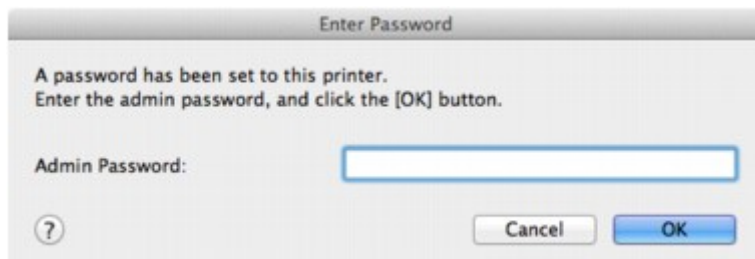 Enter Password
A password has been set to this printer.
Enter the admin password, and click the [OK] button.
Admin Password:
?
Cancel
OK